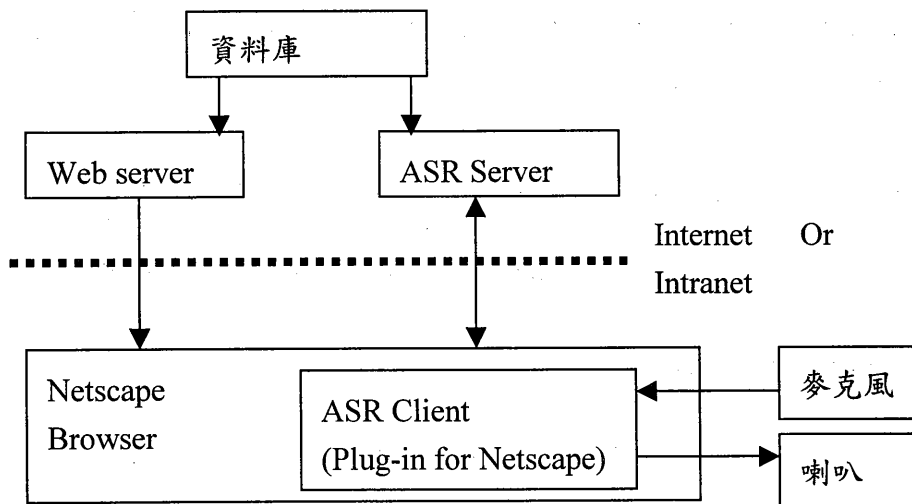 資料庫
Web server
ASR Server
Internet Or
Intranet
Netscape
Browser
ASR Client
(Plug-in for Netscape)
麥克風
喇叭